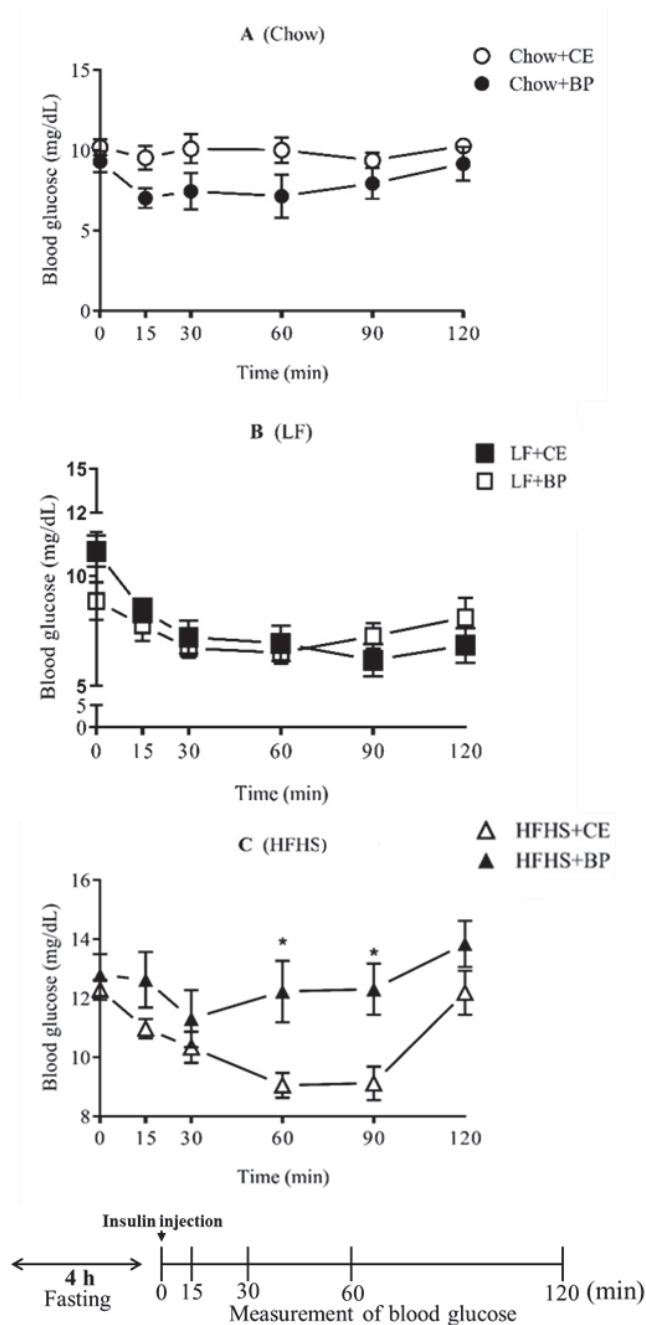 A (Chow)
Chow+CE
Chow+BP
Blood glucose (mg/dL)
15
10
5
0
0 15 30 60 90 120
Time (min)
B (LF)
LF+CE
LF+BP
Blood glucose (mg/dL)
15
12
10
5
5
0
0 15 30 60 90 120
Time (min)
C (HFHS)
HFHS+CE
HFHS+BP
Blood glucose (mg/dL)
16
14
12
10
8
* *
0 15 30 60 90 120
Time (min)
Insulin injection
4 h
Fasting
0 15 30 60 120 (min)
Measurement of blood glucose